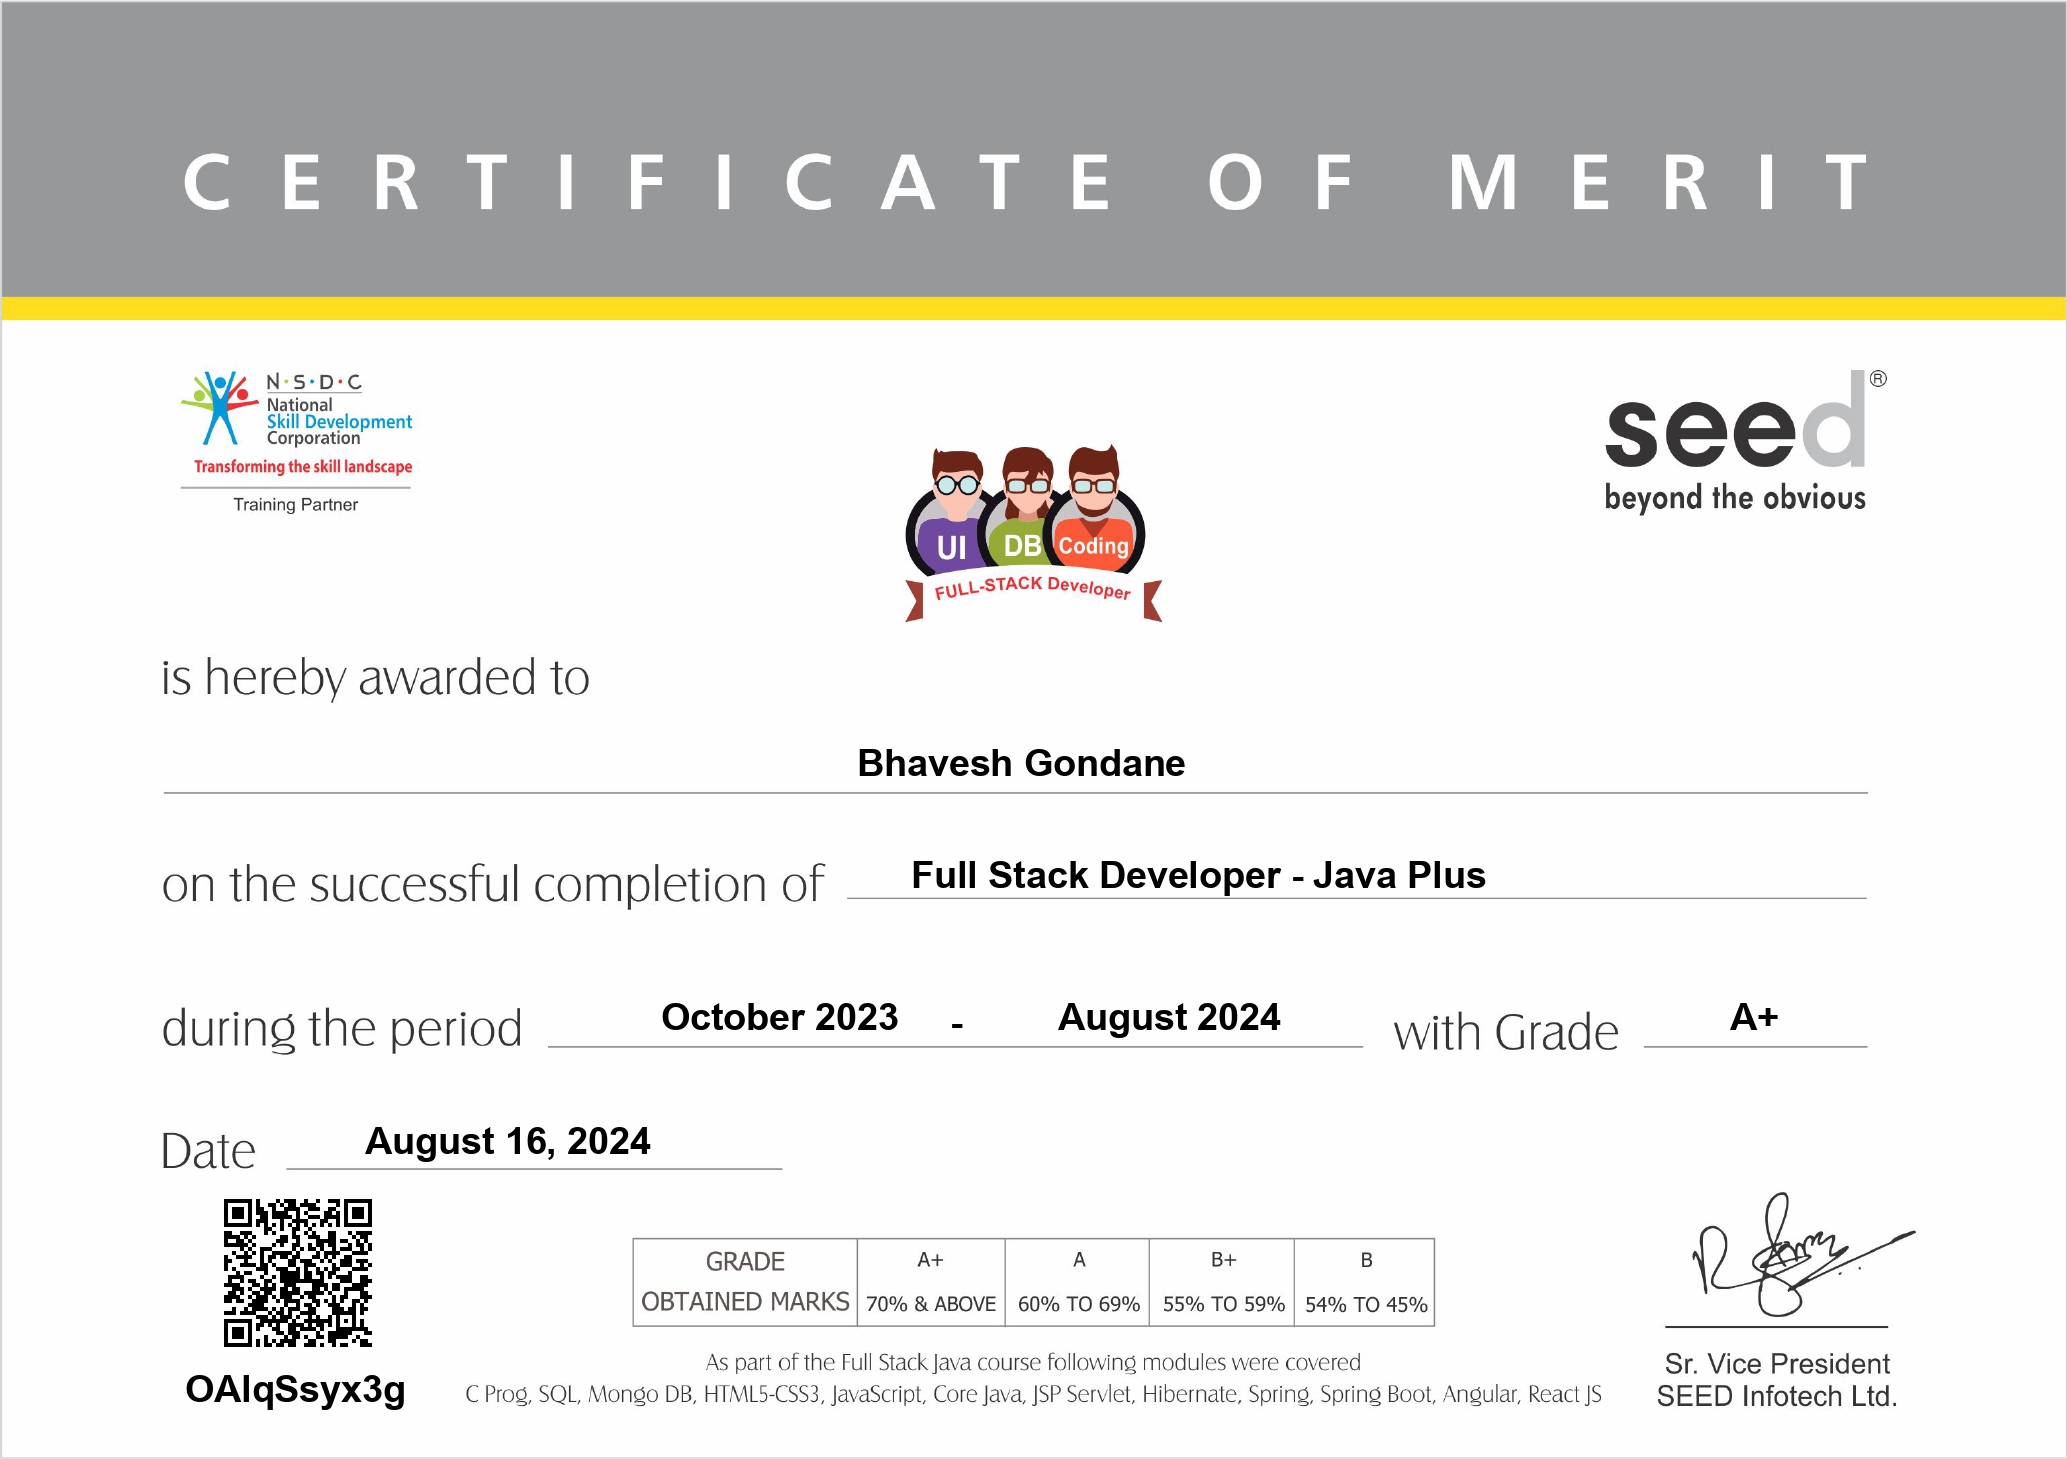 CERTIFICATE OF MERIT
N·S·D·C
National
Skill Development
Corporation
Transforming the skill landscape
Training Partner
seed®
beyond the obvious
UI DB Coding
FULL-STACK Developer
is hereby awarded to
Bhavesh Gondane
on the successful completion of Full Stack Developer - Java Plus
during the period October 2023 - August 2024 with Grade A+
Date August 16, 2024
GRADE A+ A B+ B
OBTAINED MARKS 70% & ABOVE 60% TO 69% 55% TO 59% 54% TO 45%
As part of the Full Stack Java course following modules were covered
C Prog, SQL, Mongo DB, HTML5-CSS3, JavaScript, Core Java, JSP Servlet, Hibernate, Spring, Spring Boot, Angular, React JS
OAlqSsyx3g
Sr. Vice President
SEED Infotech Ltd.